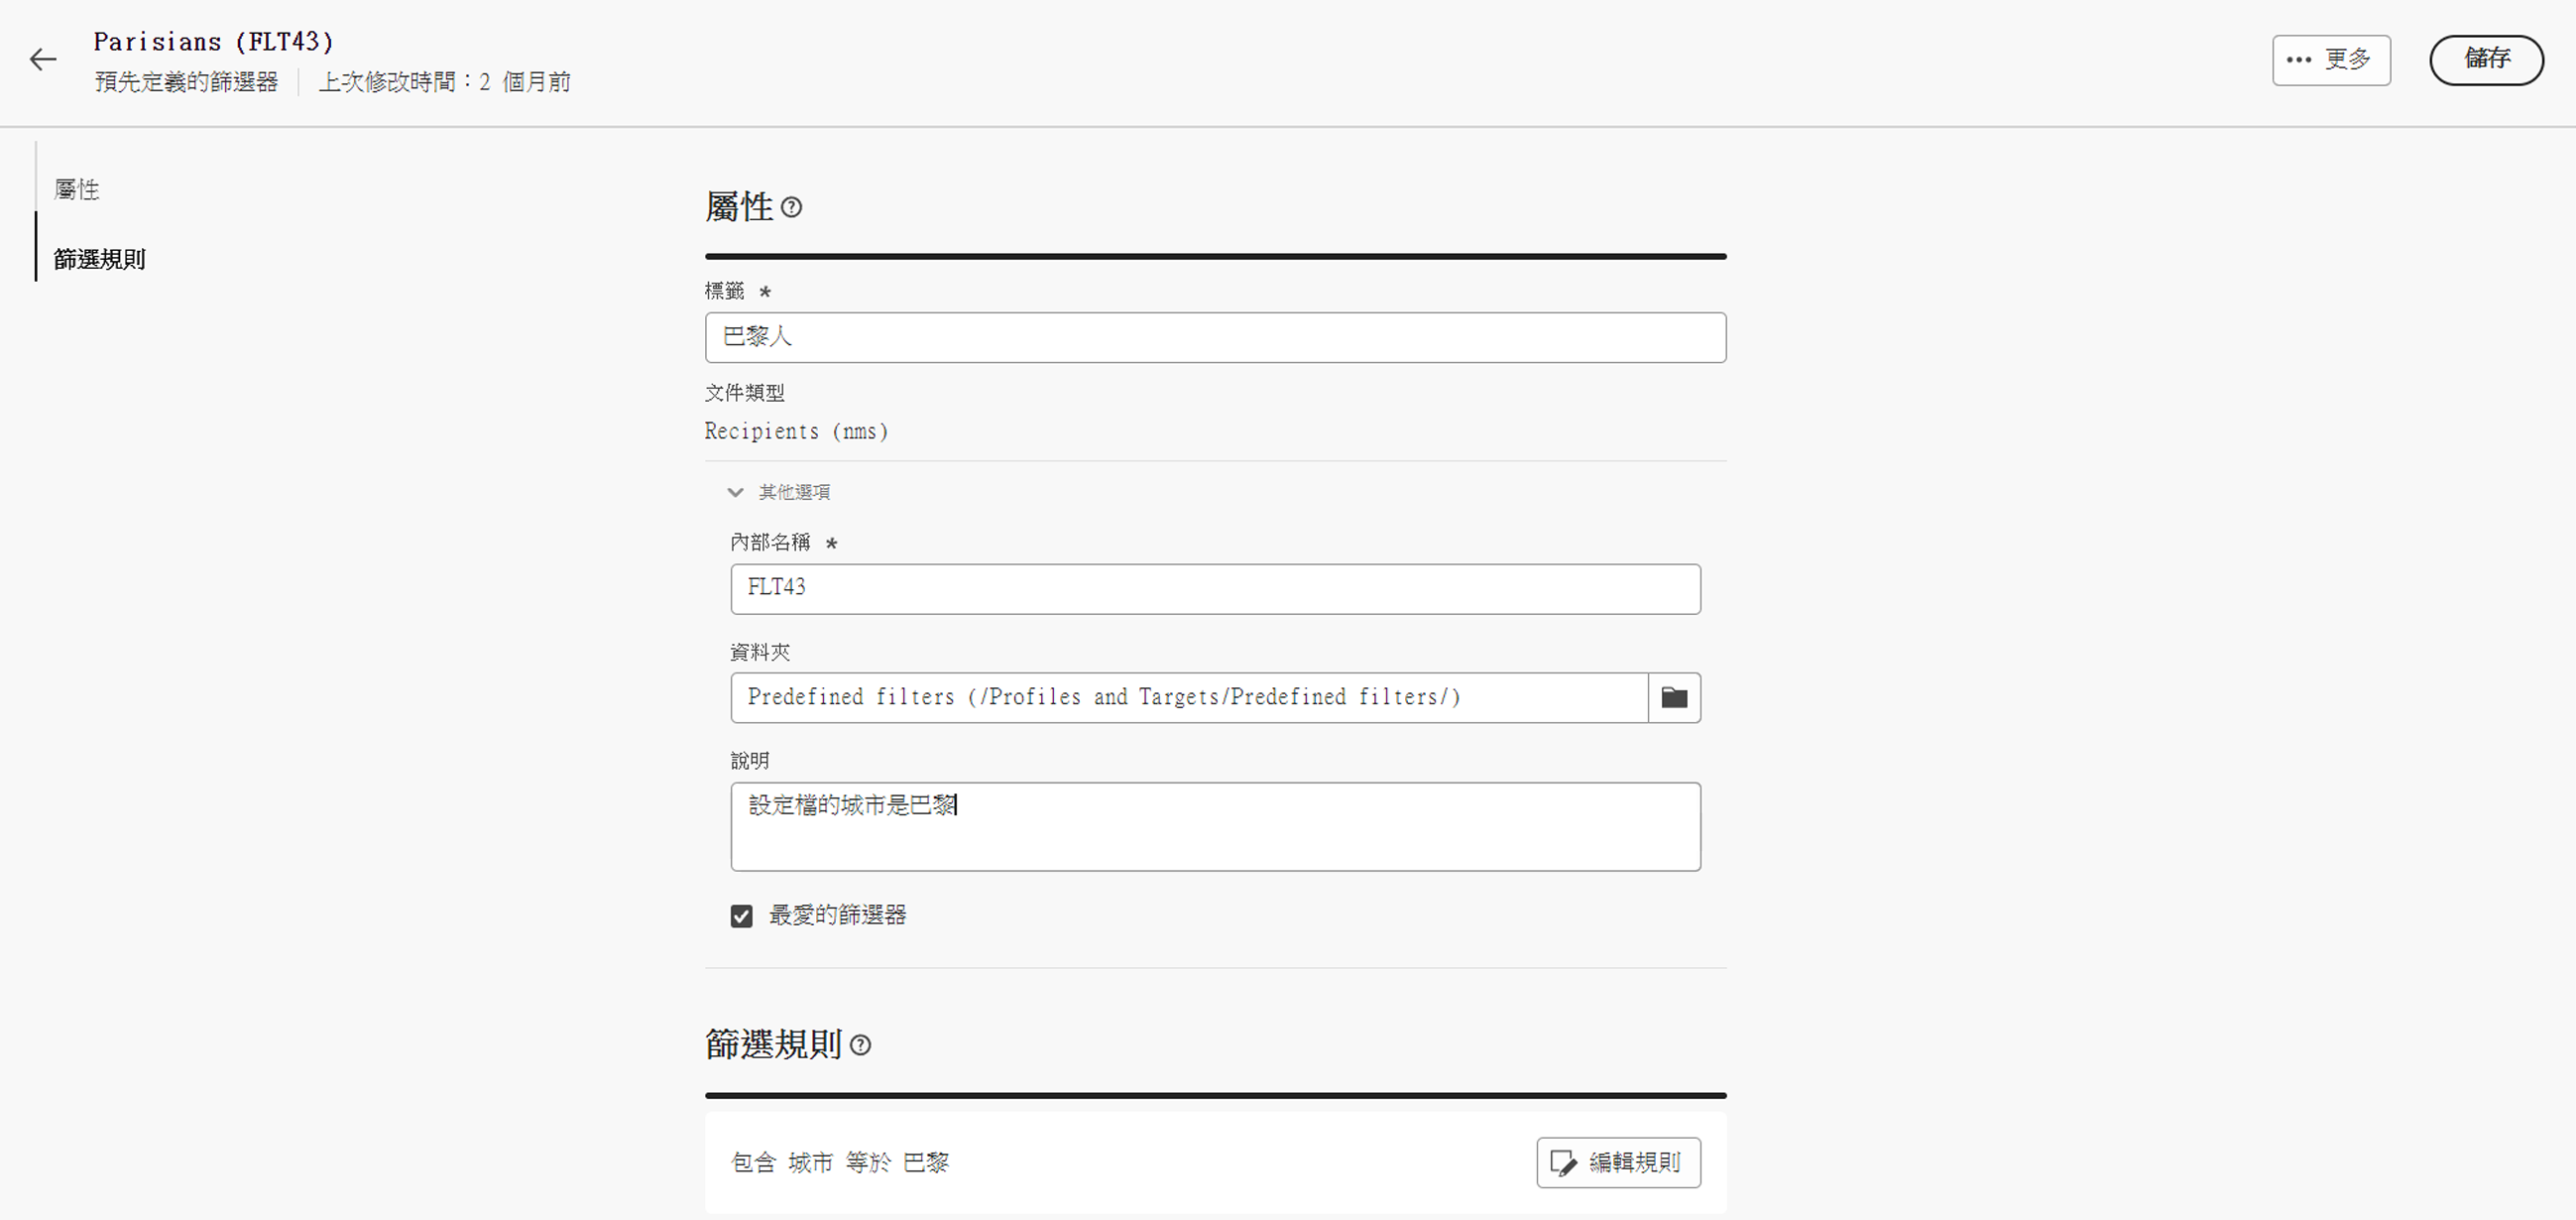 Parisians (FLT43)
預先定義的篩選器 上次修改時間：2 個月前
更多
儲存
屬性
篩選規則
屬性
標籤 *
巴黎人
文件類型
Recipients (nms)
其他選項
內部名稱 *
FLT43
資料夾
Predefined filters (/Profiles and Targets/Predefined filters/)
說明
設定檔的城市是巴黎
最愛的篩選器
篩選規則
包含 城市 等於 巴黎
編輯規則